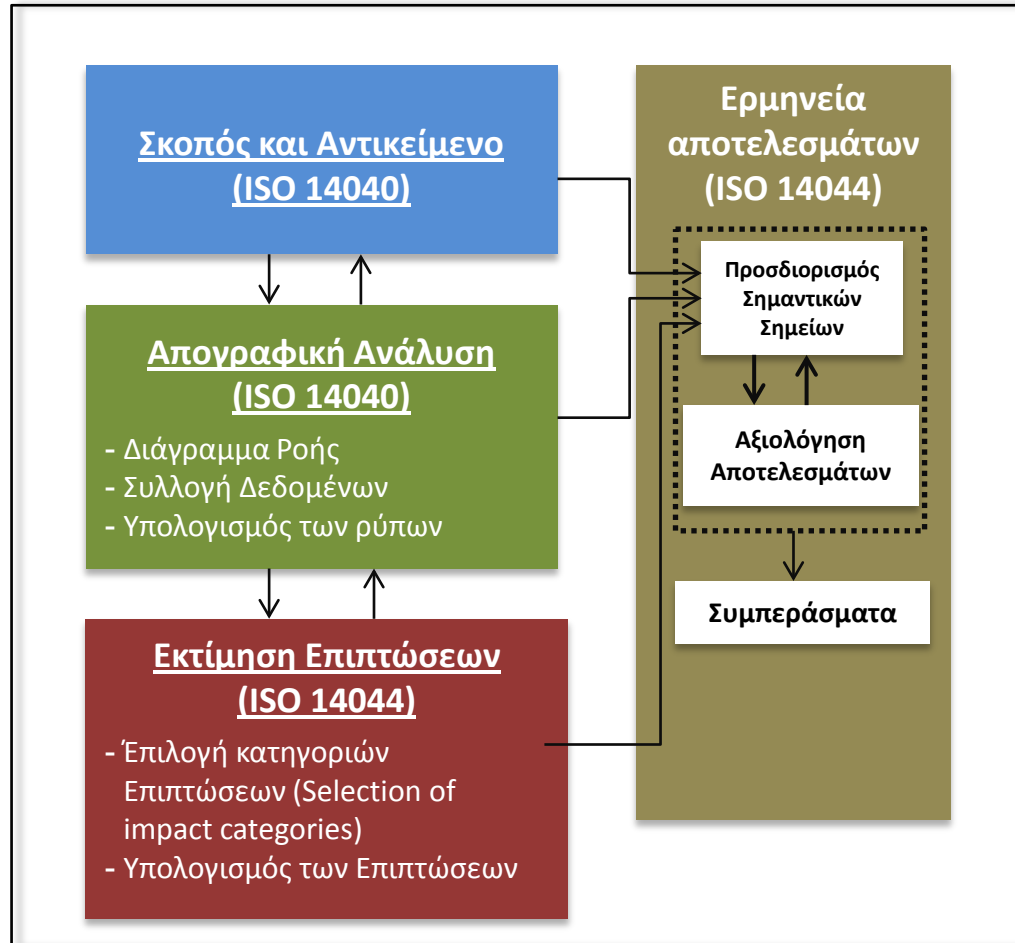 Σκοπός και Αντικείμενο
(ISO 14040)
Απογραφική Ανάλυση
(ISO 14040)
- Διάγραμμα Ροής
- Συλλογή Δεδομένων
- Υπολογισμός των ρύπων
Εκτίμηση Επιπτώσεων
(ISO 14044)
- Έπιλογή κατηγοριών
Επιπτώσεων (Selection of
impact categories)
- Υπολογισμός των Επιπτώσεων
Ερμηνεία
αποτελεσμάτων
(ISO 14044)
Προσδιορισμός
Σημαντικών
Σημείων
Αξιολόγηση
Αποτελεσμάτων
Συμπεράσματα